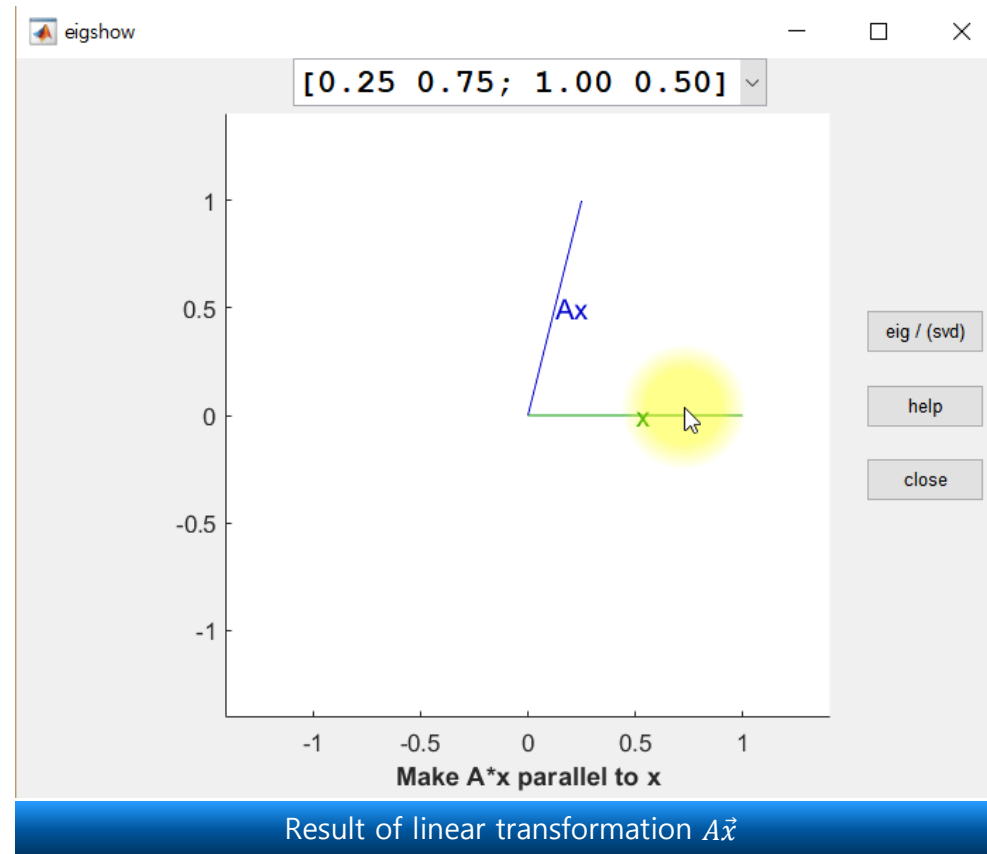 eigshow
[0.25 0.75; 1.00 0.50]
1
0.5
Ax
eig / (svd)
0
x
help
close
-0.5
-1
-1 -0.5 0 0.5 1
Make A*x parallel to x
Result of linear transformation A\vec{x}